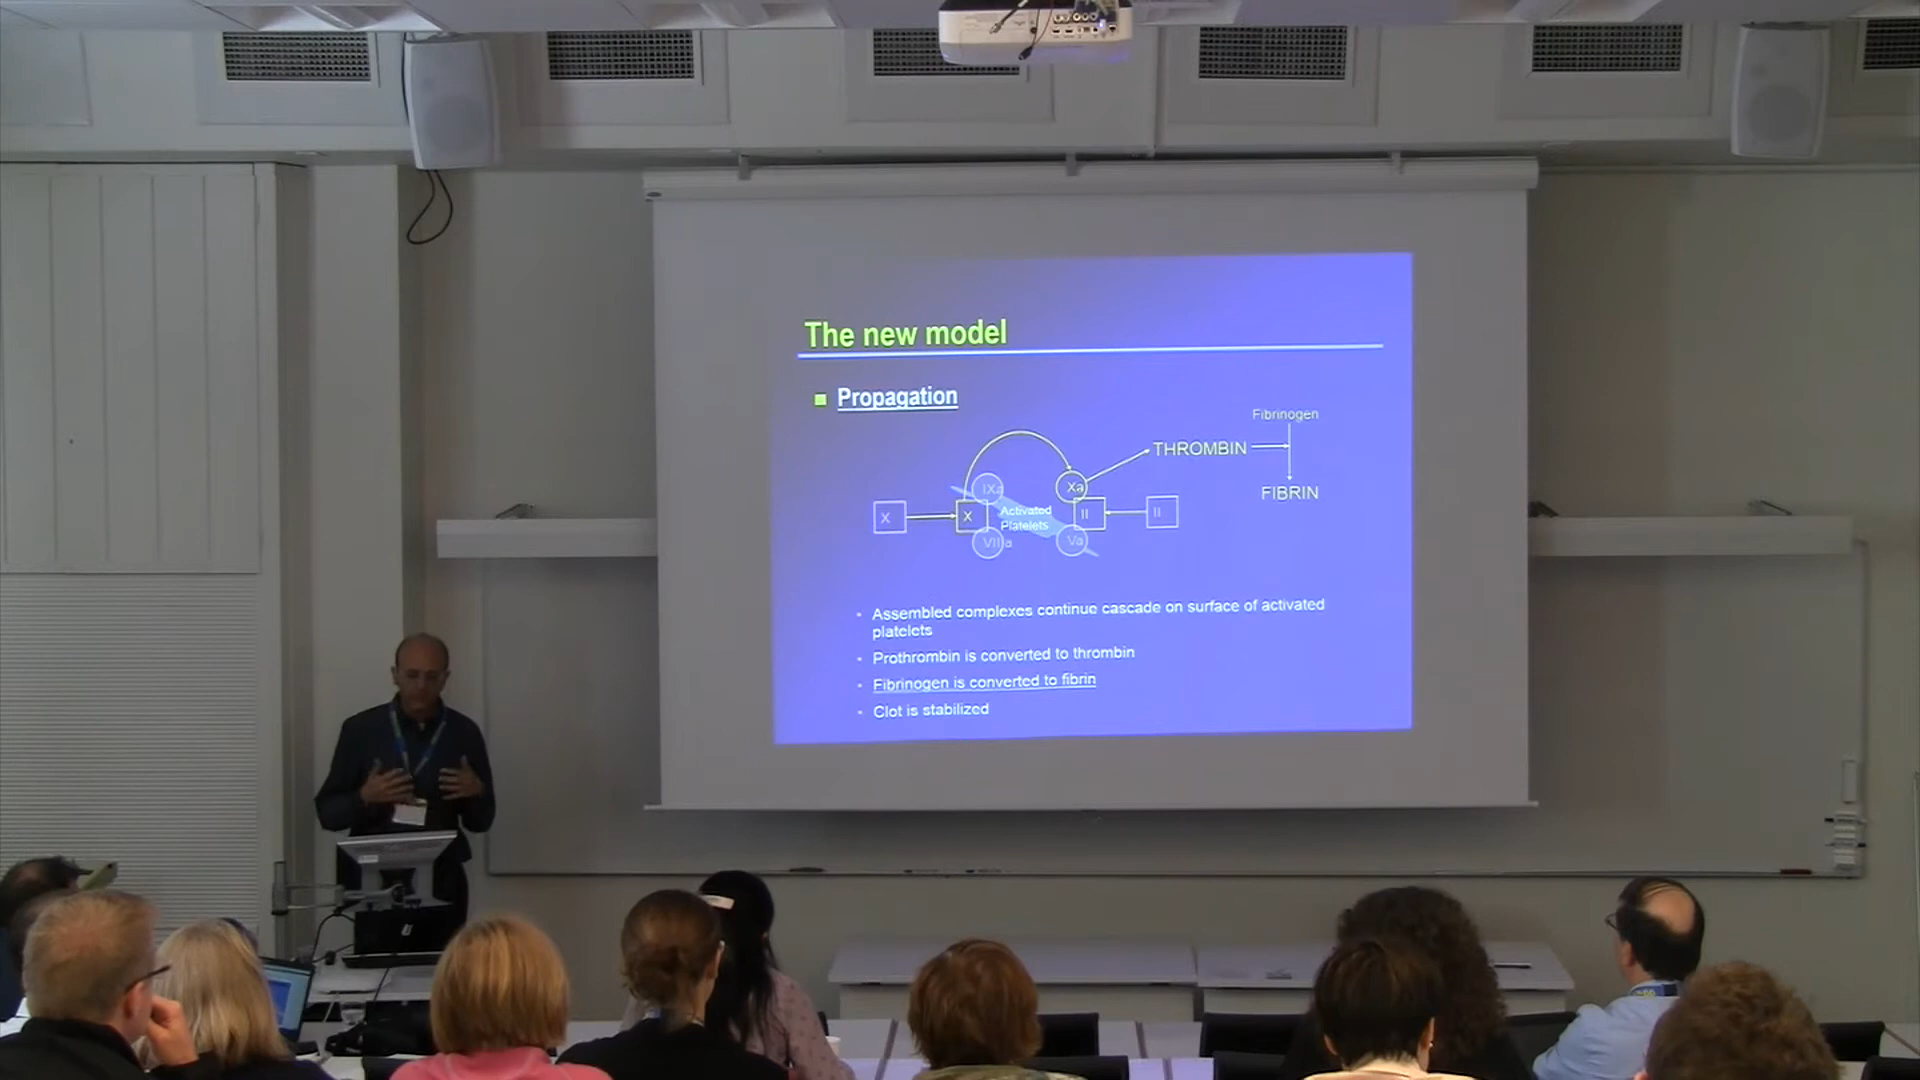 The new model
Propagation
Fibrinogen
THROMBIN
IXa
Xa
FIBRIN
X
X
Activated
Platelets
II
II
VIIIa
Va
Assembled complexes continue cascade on surface of activated
platelets
Prothrombin is converted to thrombin
Fibrinogen is converted to fibrin
Clot is stabilized